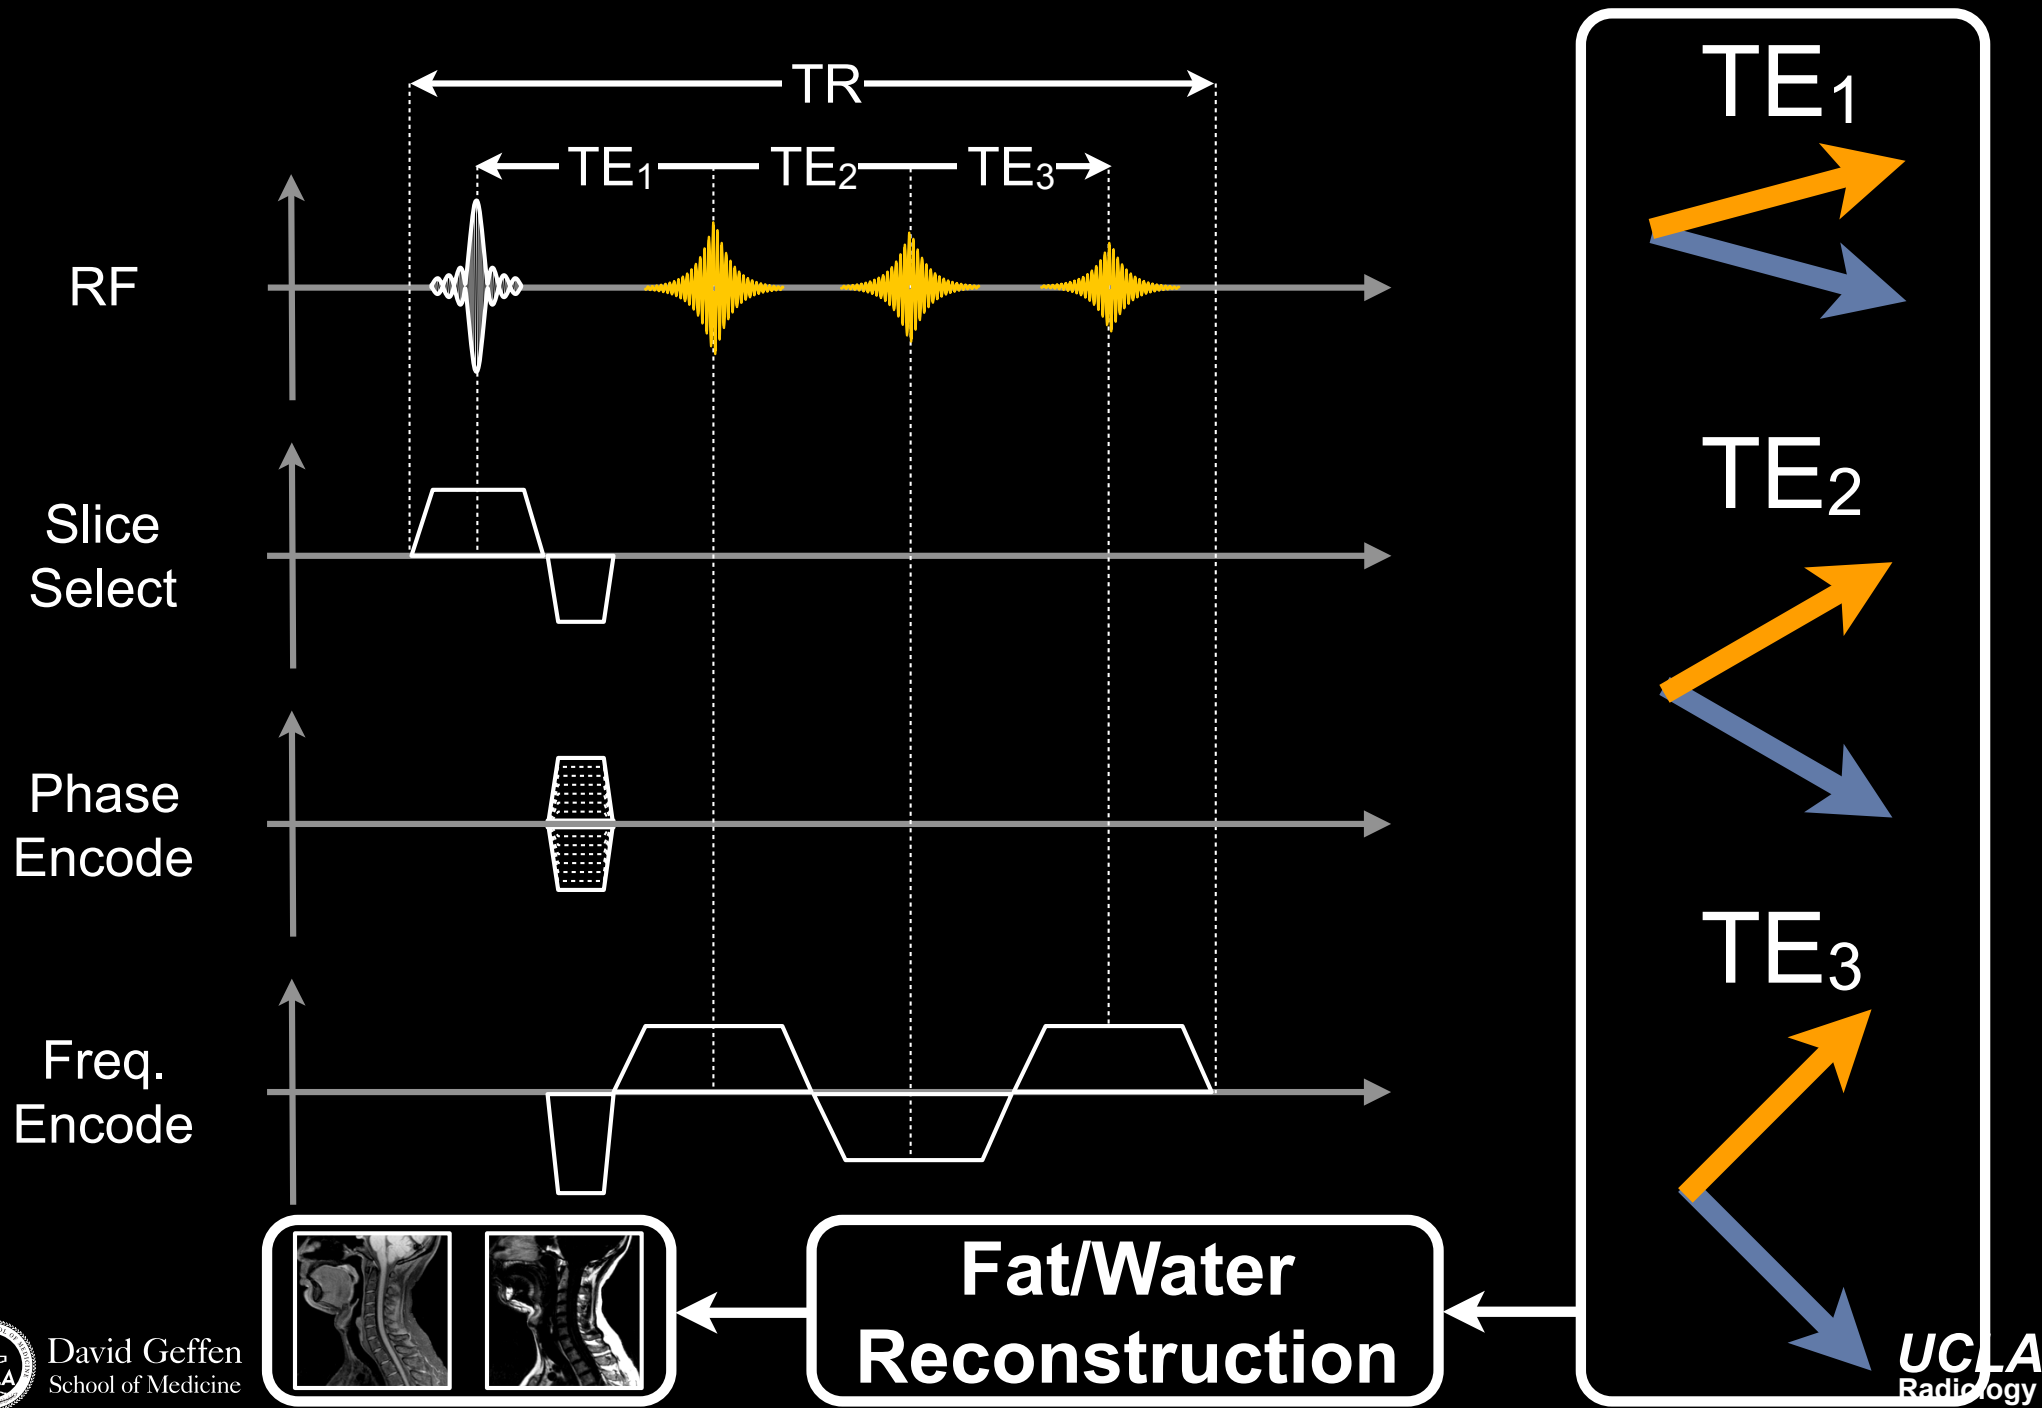 TR
TE1
TE2
TE3
RF
Slice
Select
Phase
Encode
Freq.
Encode
TE1
TE2
TE3
Fat/Water
Reconstruction
David Geffen
School of Medicine
UCLA
Radiology